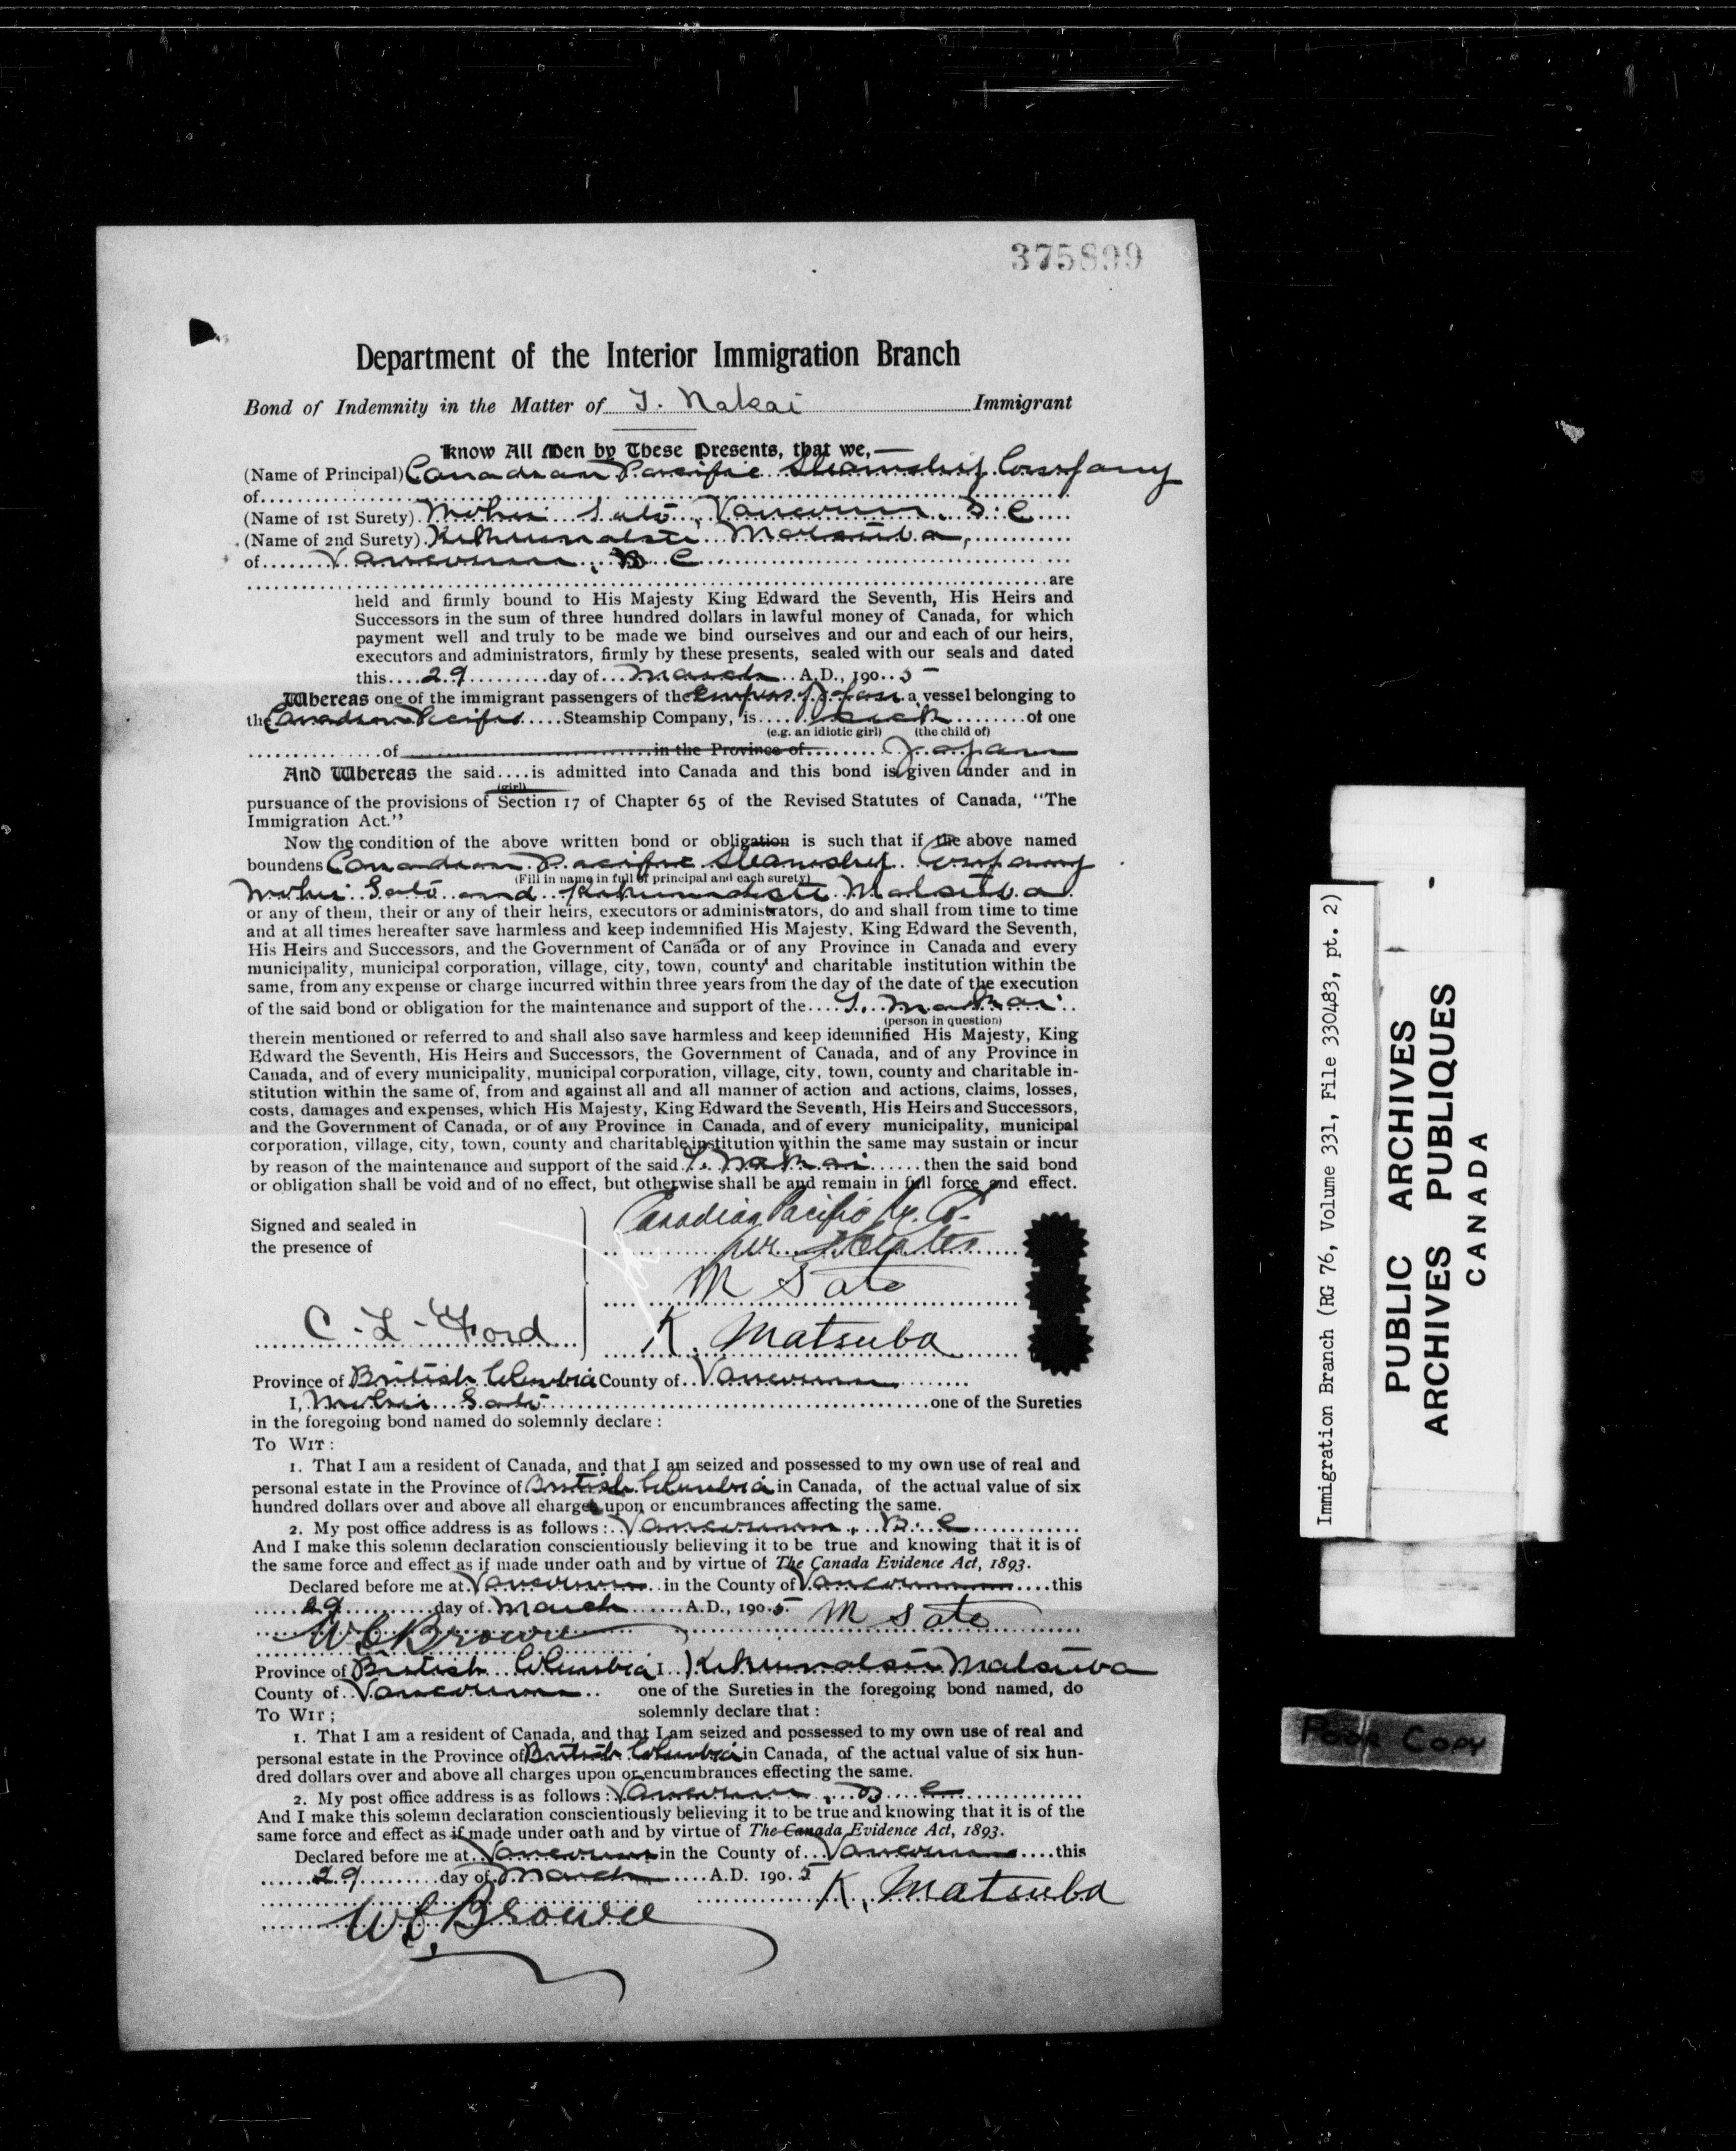 375899
Department of the Interior Immigration Branch
Bond of Indemnity in the Matter of T. Nakai Immigrant
Know All Men by These Presents, that we,—
(Name of Principal) Canadian Pacific Steamship Company
of
(Name of 1st Surety) Sato, Vancouver, B.C
(Name of 2nd Surety) Matsuba,
of Vancouver, B C
are
held and firmly bound to His Majesty King Edward the Seventh, His Heirs and
Successors in the sum of three hundred dollars in lawful money of Canada, for which
payment well and truly to be made we bind ourselves and our and each of our heirs,
executors and administrators, firmly by these presents, sealed with our seals and dated
this 29 day of March A.D., 1905
Whereas one of the immigrant passengers of the Empress of Japan a vessel belonging to
the Canadian Pacific Steamship Company, is sick of one
(e.g. an idiotic girl) (the child of)
of in the Province of Japan
And Whereas the said....is admitted into Canada and this bond is given under and in
(girl)
pursuance of the provisions of Section 17 of Chapter 65 of the Revised Statutes of Canada, "The
Immigration Act."
Now the condition of the above written bond or obligation is such that if the above named
boundens Canadian Pacific Steamship Company
(Fill in name in full of principal and each surety)
Sato and Matsuba
or any of them, their or any of their heirs, executors or administrators, do and shall from time to time
and at all times hereafter save harmless and keep indemnified His Majesty, King Edward the Seventh,
His Heirs and Successors, and the Government of Canada or of any Province in Canada and every
municipality, municipal corporation, village, city, town, county and charitable institution within the
same, from any expense or charge incurred within three years from the day of the date of the execution
of the said bond or obligation for the maintenance and support of the T. Nakai
(person in question)
therein mentioned or referred to and shall also save harmless and keep idemnified His Majesty, King
Edward the Seventh, His Heirs and Successors, the Government of Canada, and of any Province in
Canada, and of every municipality, municipal corporation, village, city, town, county and charitable in-
stitution within the same of, from and against all and all manner of action and actions, claims, losses,
costs, damages and expenses, which His Majesty, King Edward the Seventh, His Heirs and Successors,
and the Government of Canada, or of any Province in Canada, and of every municipality, municipal
corporation, village, city, town, county and charitable institution within the same may sustain or incur
by reason of the maintenance and support of the said T. Nakai then the said bond
or obligation shall be void and of no effect, but otherwise shall be and remain in full force and effect.
Signed and sealed in
the presence of
Canadian Pacific Ry. Co.
per
M Sato
C. L. Ford
K. Matsuba
Province of British Columbia County of Vancouver
I, Sato one of the Sureties
in the foregoing bond named do solemnly declare :
To Wit :
1. That I am a resident of Canada, and that I am seized and possessed to my own use of real and
personal estate in the Province of British Columbia in Canada, of the actual value of six
hundred dollars over and above all charges upon or encumbrances affecting the same.
2. My post office address is as follows : Vancouver, B. C
And I make this solemn declaration conscientiously believing it to be true and knowing that it is of
the same force and effect as if made under oath and by virtue of The Canada Evidence Act, 1893.
Declared before me at Vancouver in the County of Vancouver this
29 day of March A.D., 1905 M Sato
W C Browne
Province of British Columbia I Matsuba
County of Vancouver one of the Sureties in the foregoing bond named, do
To Wit ; solemnly declare that :
1. That I am a resident of Canada, and that I am seized and possessed to my own use of real and
personal estate in the Province of British Columbia in Canada, of the actual value of six hun-
dred dollars over and above all charges upon or encumbrances effecting the same.
2. My post office address is as follows : Vancouver, B C
And I make this solemn declaration conscientiously believing it to be true and knowing that it is of the
same force and effect as if made under oath and by virtue of The Canada Evidence Act, 1893.
Declared before me at Vancouver in the County of Vancouver this
29 day of March A.D. 1905
K. Matsuba
W C Browne
Immigration Branch (RG 76, Volume 331, File 330483, pt. 2)
PUBLIC ARCHIVES
ARCHIVES PUBLIQUES
CANADA
Poor Copy